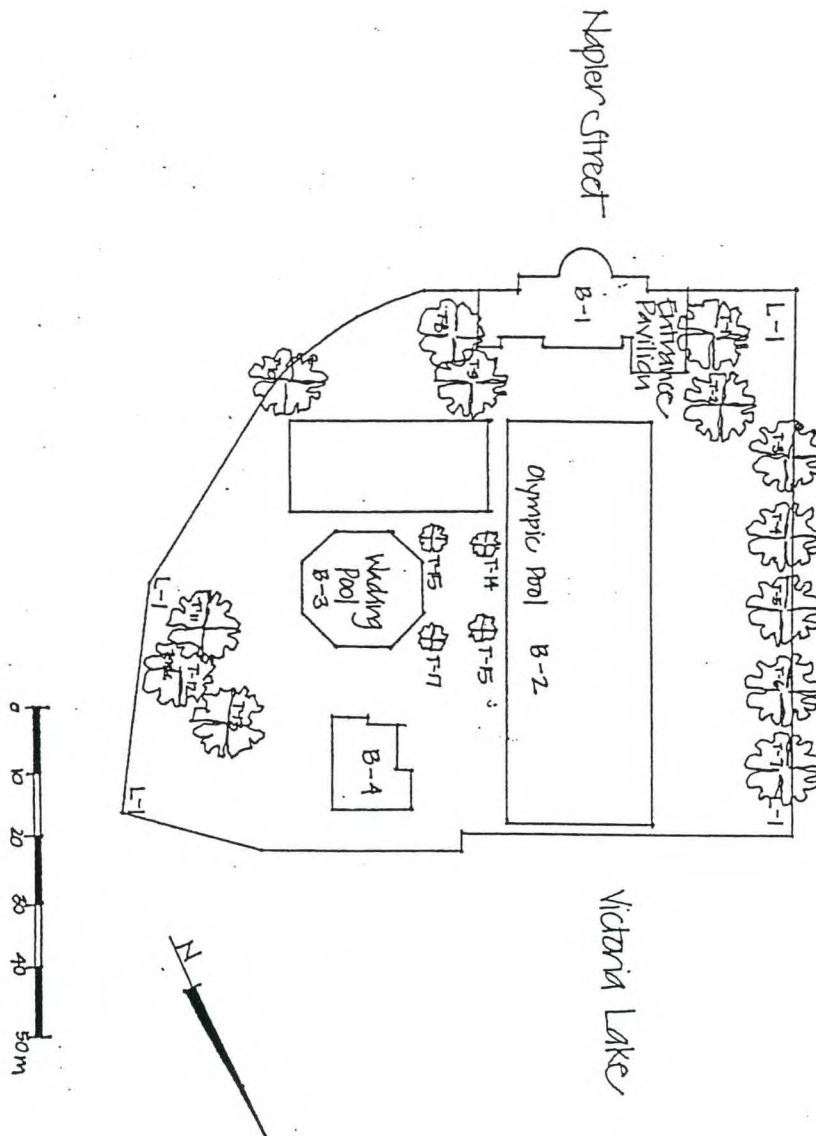 Napier Street
B-1
Entrance
Pavilion
T-1
L-1
T-2
T-8
T-9
T-3
T-4
T-5
T-6
T-7
Olympic Pool B-2
T-15
T-14
Wading
Pool
B-3
T-17
T-15
L-1
T-11
T-12
T-13
B-4
L-1
Victoria Lake
0
10
20
30
40
50m
N